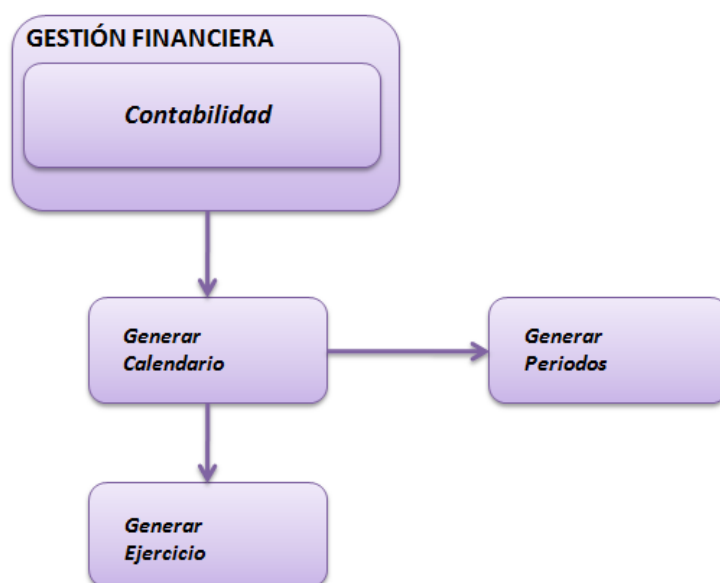 GESTIÓN FINANCIERA
Contabilidad
Generar
Calendario
Generar
Periodos
Generar
Ejercicio